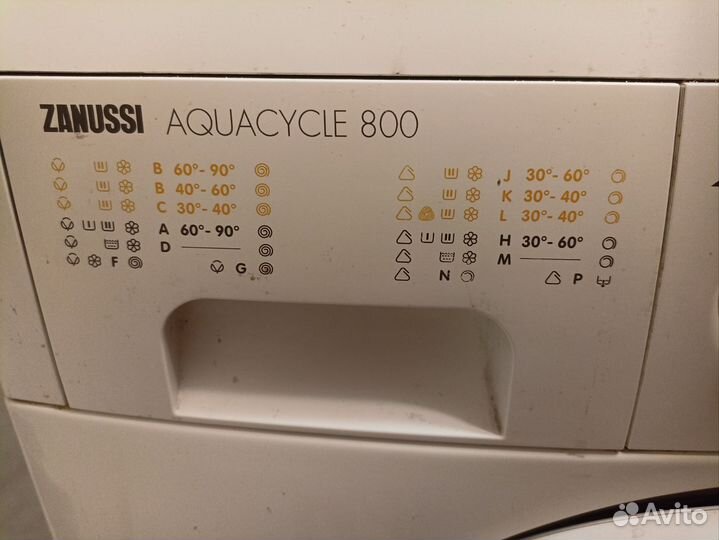 ZANUSSI AQUACYCLE 800
B 60°- 90°
B 40°- 60°
C 30°- 40°
A 60°- 90°
D
F
G
J 30°- 60°
K 30°- 40°
L 30°- 40°
H 30°- 60°
M
N
P
Avito